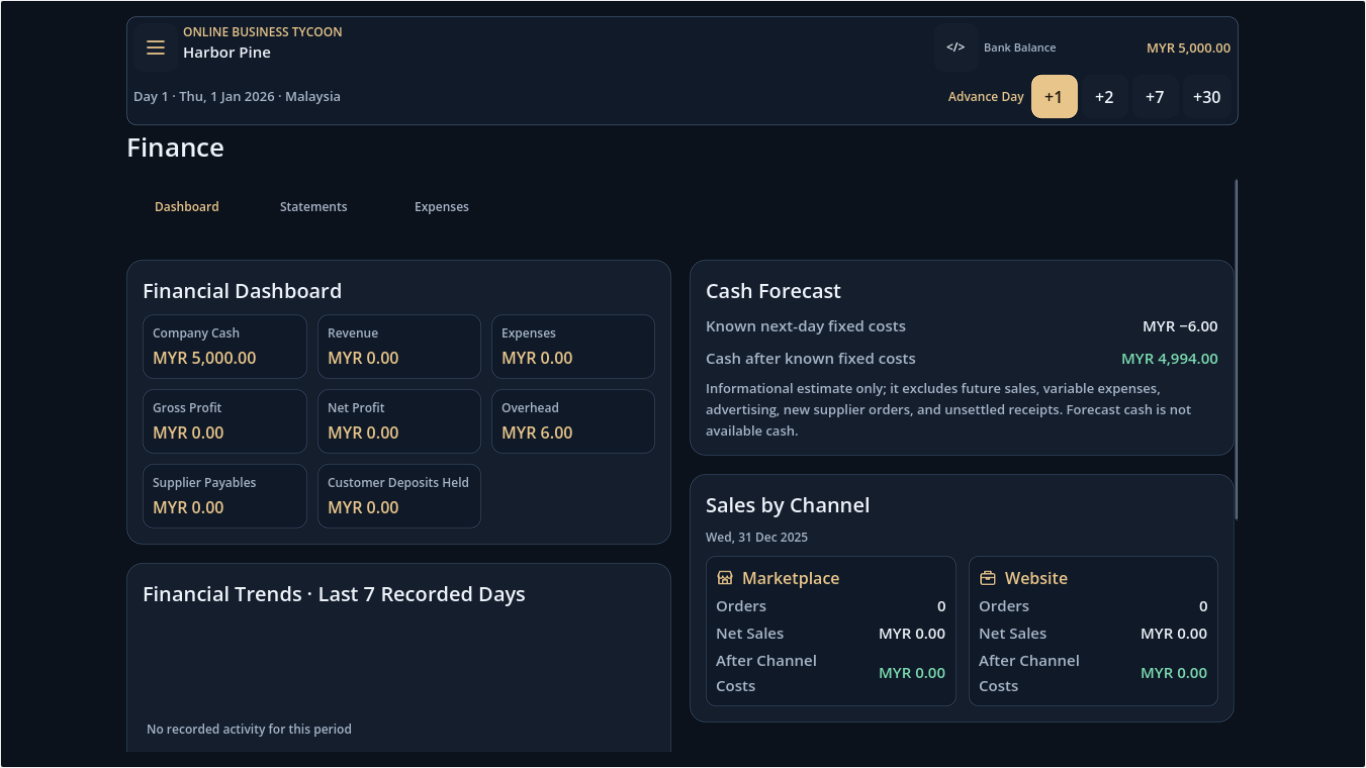 ONLINE BUSINESS TYCOON
Harbor Pine
</> Bank Balance MYR 5,000.00
Day 1 · Thu, 1 Jan 2026 · Malaysia
Advance Day +1 +2 +7 +30
Finance
Dashboard Statements Expenses
Financial Dashboard
Company Cash
MYR 5,000.00
Revenue
MYR 0.00
Expenses
MYR 0.00
Gross Profit
MYR 0.00
Net Profit
MYR 0.00
Overhead
MYR 6.00
Supplier Payables
MYR 0.00
Customer Deposits Held
MYR 0.00
Financial Trends · Last 7 Recorded Days
No recorded activity for this period
Cash Forecast
Known next-day fixed costs MYR −6.00
Cash after known fixed costs MYR 4,994.00
Informational estimate only; it excludes future sales, variable expenses,
advertising, new supplier orders, and unsettled receipts. Forecast cash is not
available cash.
Sales by Channel
Wed, 31 Dec 2025
Marketplace
Orders 0
Net Sales MYR 0.00
After Channel
Costs
MYR 0.00
Website
Orders 0
Net Sales MYR 0.00
After Channel
Costs
MYR 0.00